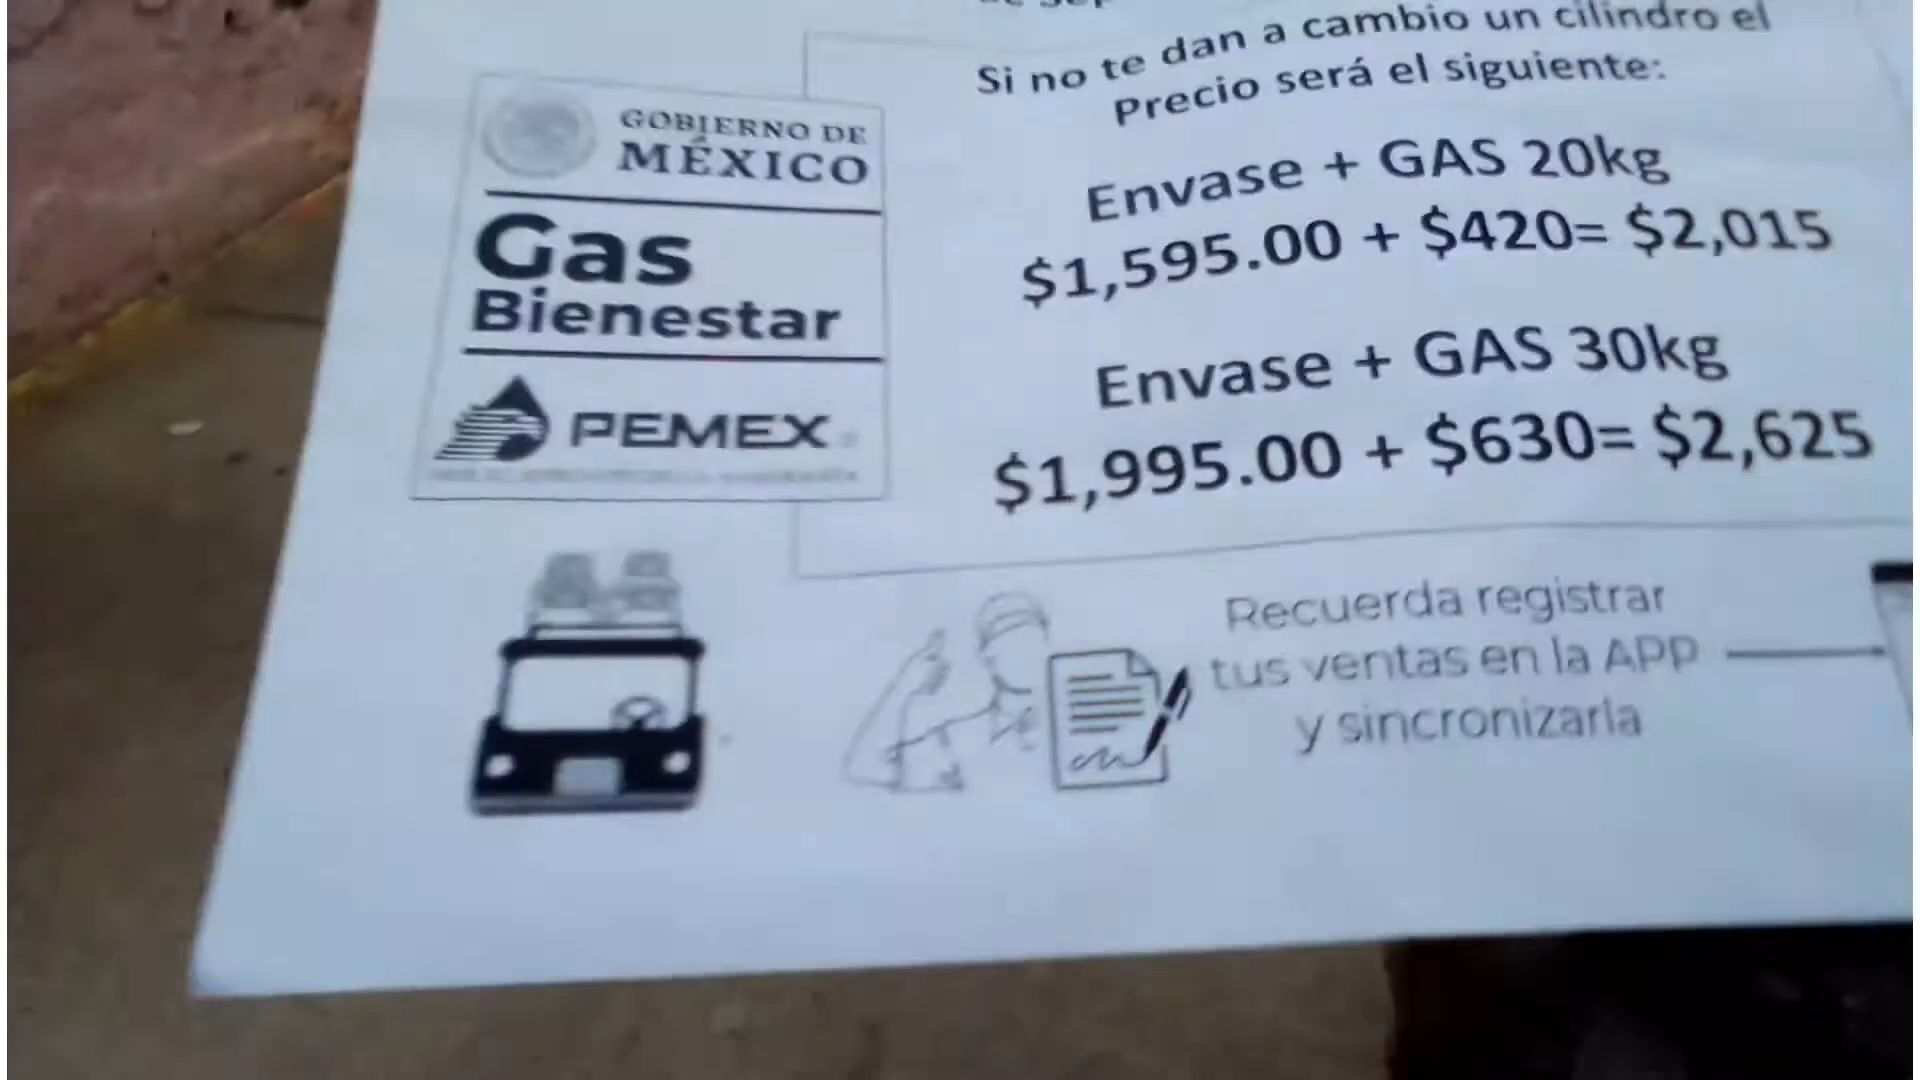 Si no te dan a cambio un cilindro el
Precio será el siguiente:
GOBIERNO DE
MÉXICO
Gas
Bienestar
PEMEX
Envase + GAS 20kg
$1,595.00 + $420= $2,015
Envase + GAS 30kg
$1,995.00 + $630= $2,625
Recuerda registrar
tus ventas en la APP
y sincronizarla